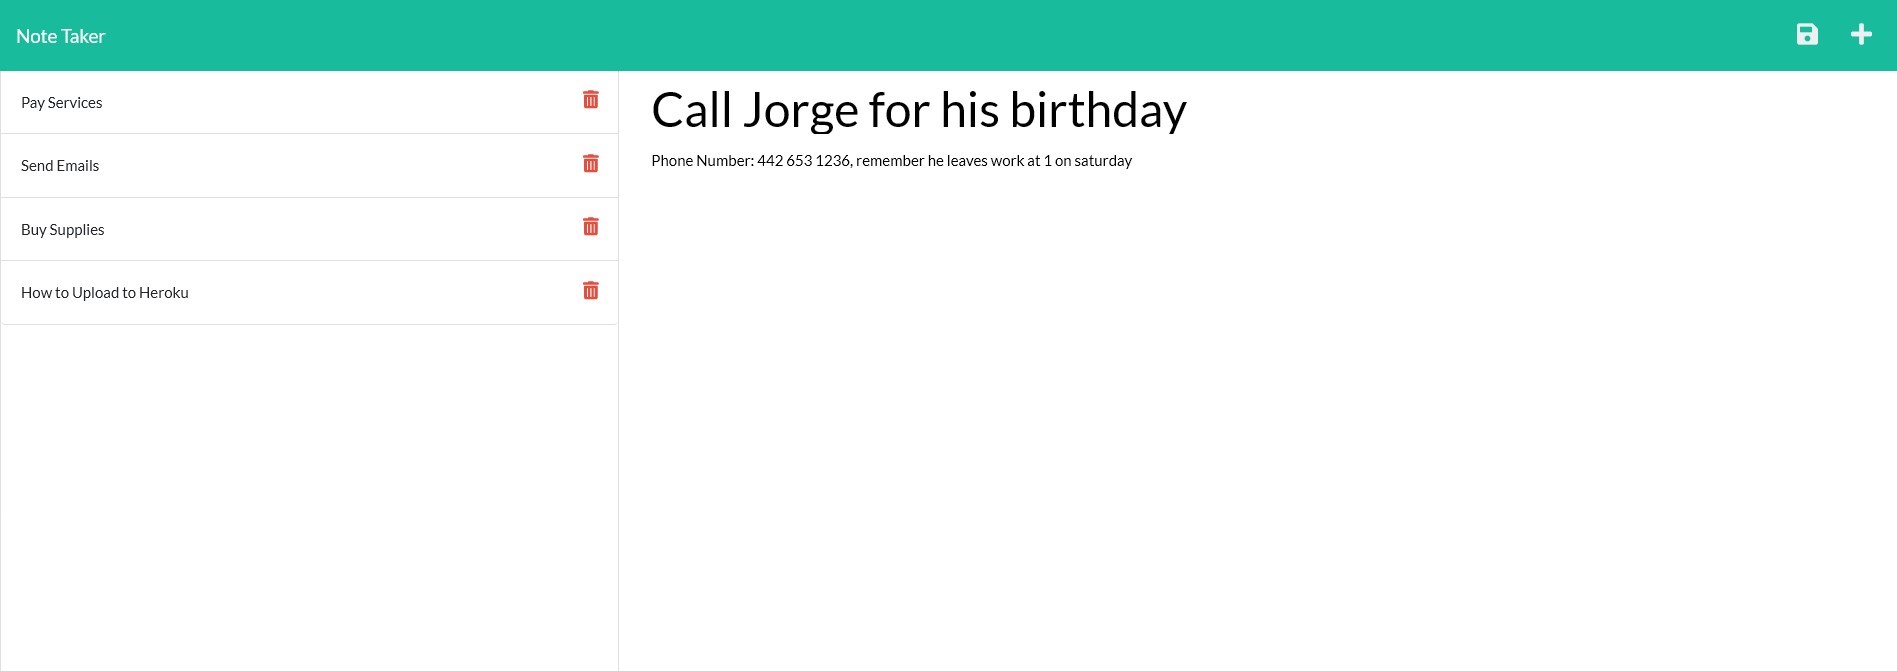 Note Taker
Pay Services
Send Emails
Buy Supplies
How to Upload to Heroku
Call Jorge for his birthday
Phone Number: 442 653 1236, remember he leaves work at 1 on saturday